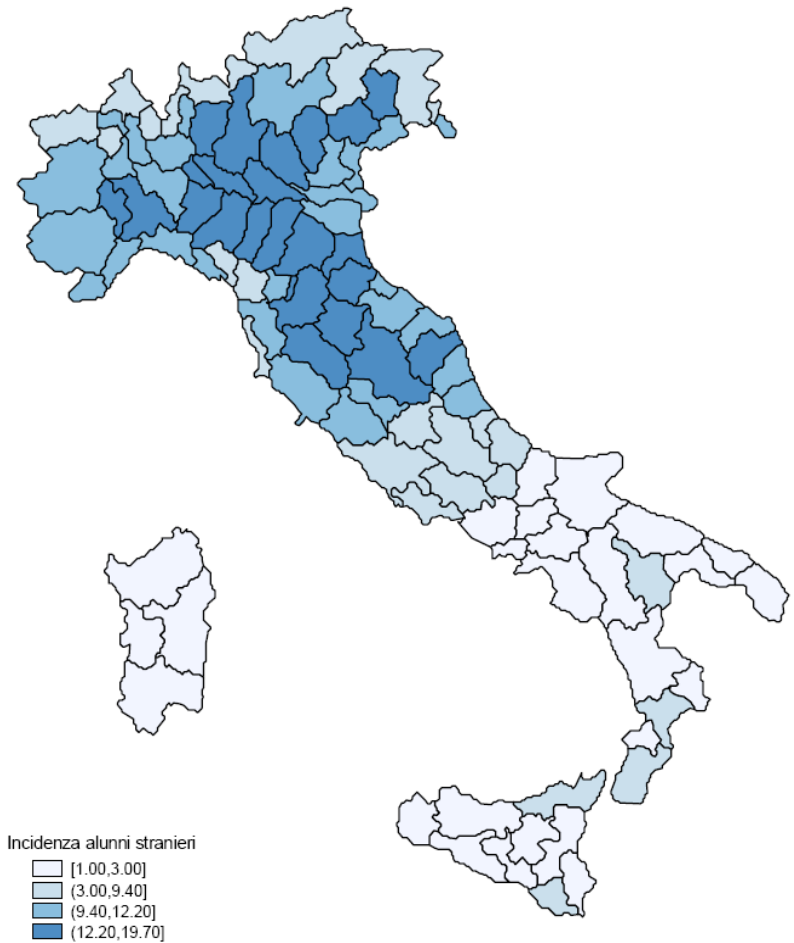 Incidenza alunni stranieri
[1.00,3.00]
(3.00,9.40]
(9.40,12.20]
(12.20,19.70]